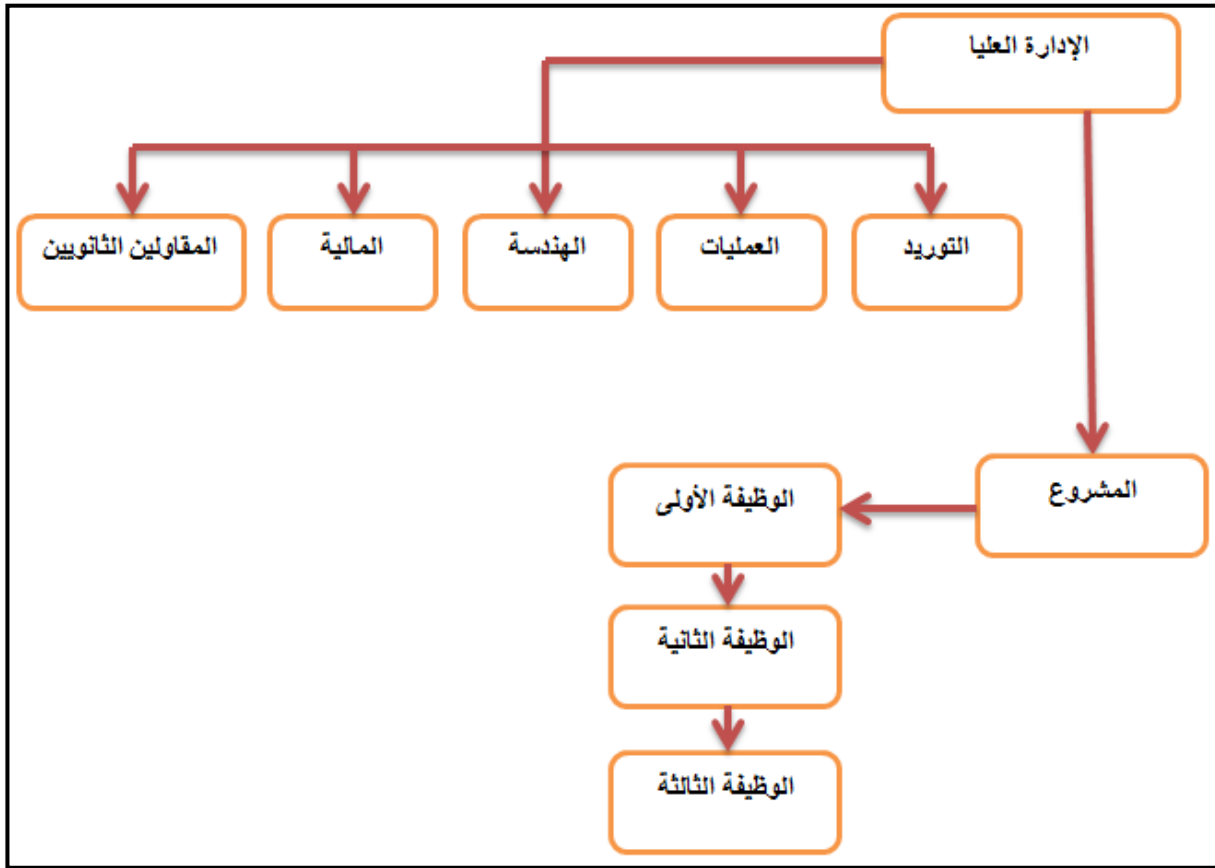 الإدارة العليا
التوريد
العمليات
الهندسة
المالية
المقاولين الثانويين
المشروع
الوظيفة الأولى
الوظيفة الثانية
الوظيفة الثالثة